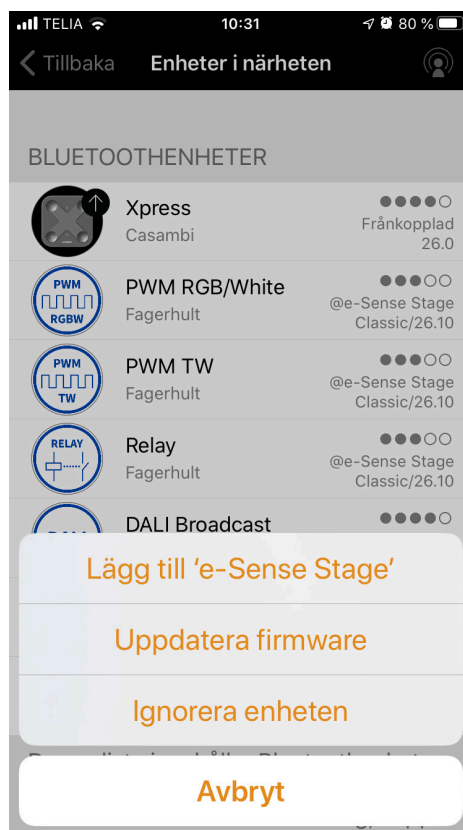 TELIA 10:31 80 %
Tillbaka Enheter i närheten
BLUETOOTHENHETER
Xpress
Casambi
Frånkopplad
26.0
PWM
RGBW
PWM RGB/White
Fagerhult
@e-Sense Stage
Classic/26.10
PWM
TW
PWM TW
Fagerhult
@e-Sense Stage
Classic/26.10
RELAY
Relay
Fagerhult
@e-Sense Stage
Classic/26.10
DALI Broadcast
Lägg till ‘e-Sense Stage’
Uppdatera firmware
Ignorera enheten
Avbryt